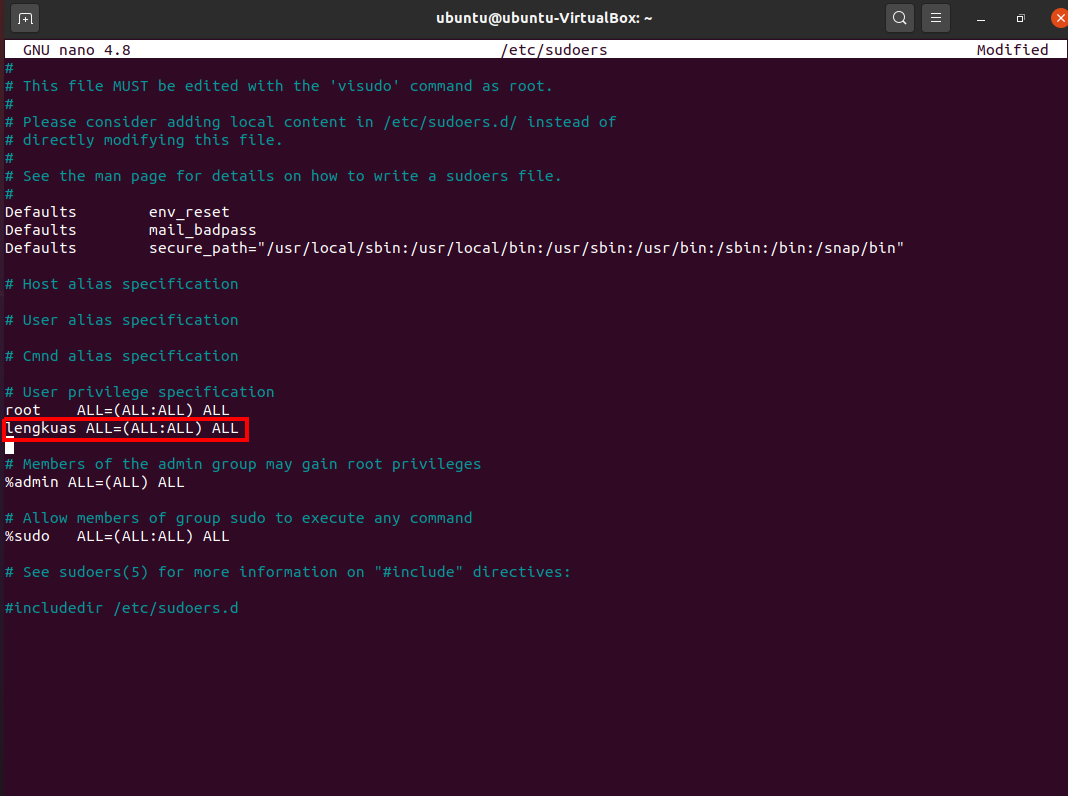 ubuntu@ubuntu-VirtualBox: ~
GNU nano 4.8 /etc/sudoers Modified
#
# This file MUST be edited with the 'visudo' command as root.
#
# Please consider adding local content in /etc/sudoers.d/ instead of
# directly modifying this file.
#
# See the man page for details on how to write a sudoers file.
#
Defaults        env_reset
Defaults        mail_badpass
Defaults        secure_path="/usr/local/sbin:/usr/local/bin:/usr/sbin:/usr/bin:/sbin:/bin:/snap/bin"
# Host alias specification
# User alias specification
# Cmnd alias specification
# User privilege specification
root    ALL=(ALL:ALL) ALL
lengkuas ALL=(ALL:ALL) ALL
# Members of the admin group may gain root privileges
%admin ALL=(ALL) ALL
# Allow members of group sudo to execute any command
%sudo   ALL=(ALL:ALL) ALL
# See sudoers(5) for more information on "#include" directives:
#includedir /etc/sudoers.d